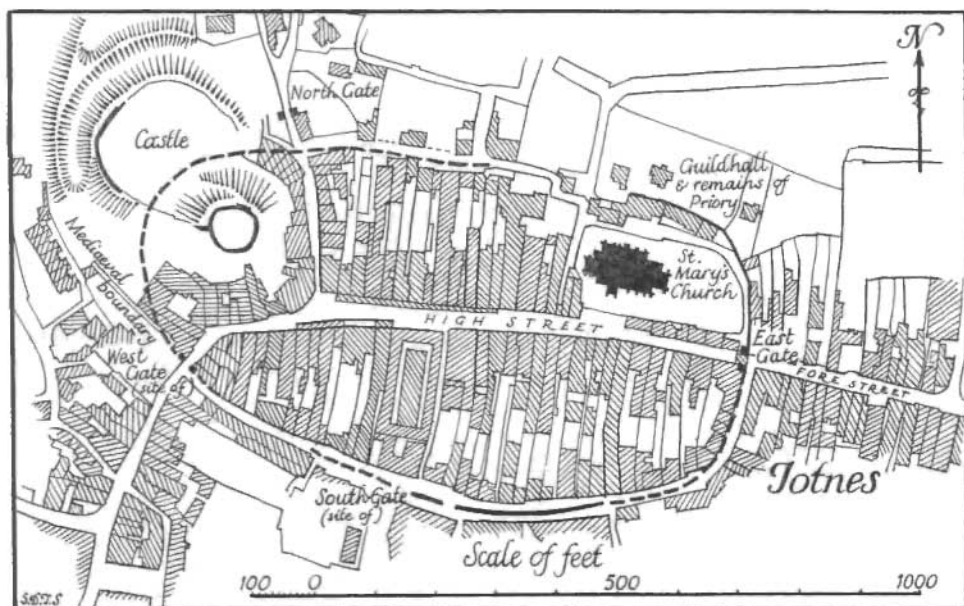 N
North Gate
Castle
Guildhall
& remains of
Priory
Mediaeval
boundary
St.
Mary's
Church
HIGH STREET
East
Gate
West
Gate
(site of)
FORE STREET
South Gate
(site of)
Totnes
Scale of feet
100 0 500 1000